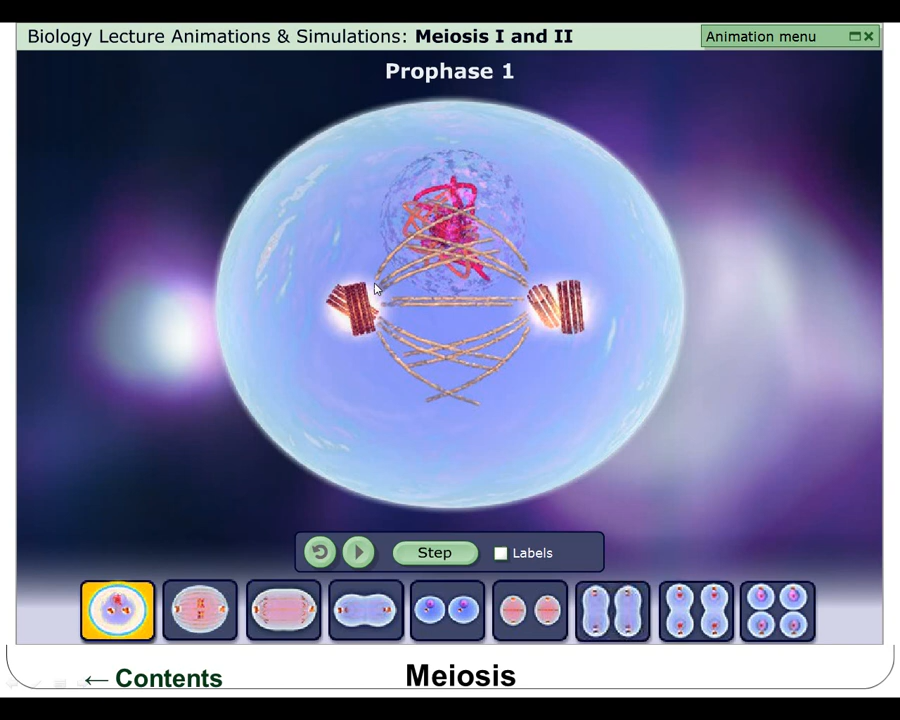 Biology Lecture Animations & Simulations: Meiosis I and II
Animation menu
Prophase 1
Step
Labels
← Contents
Meiosis